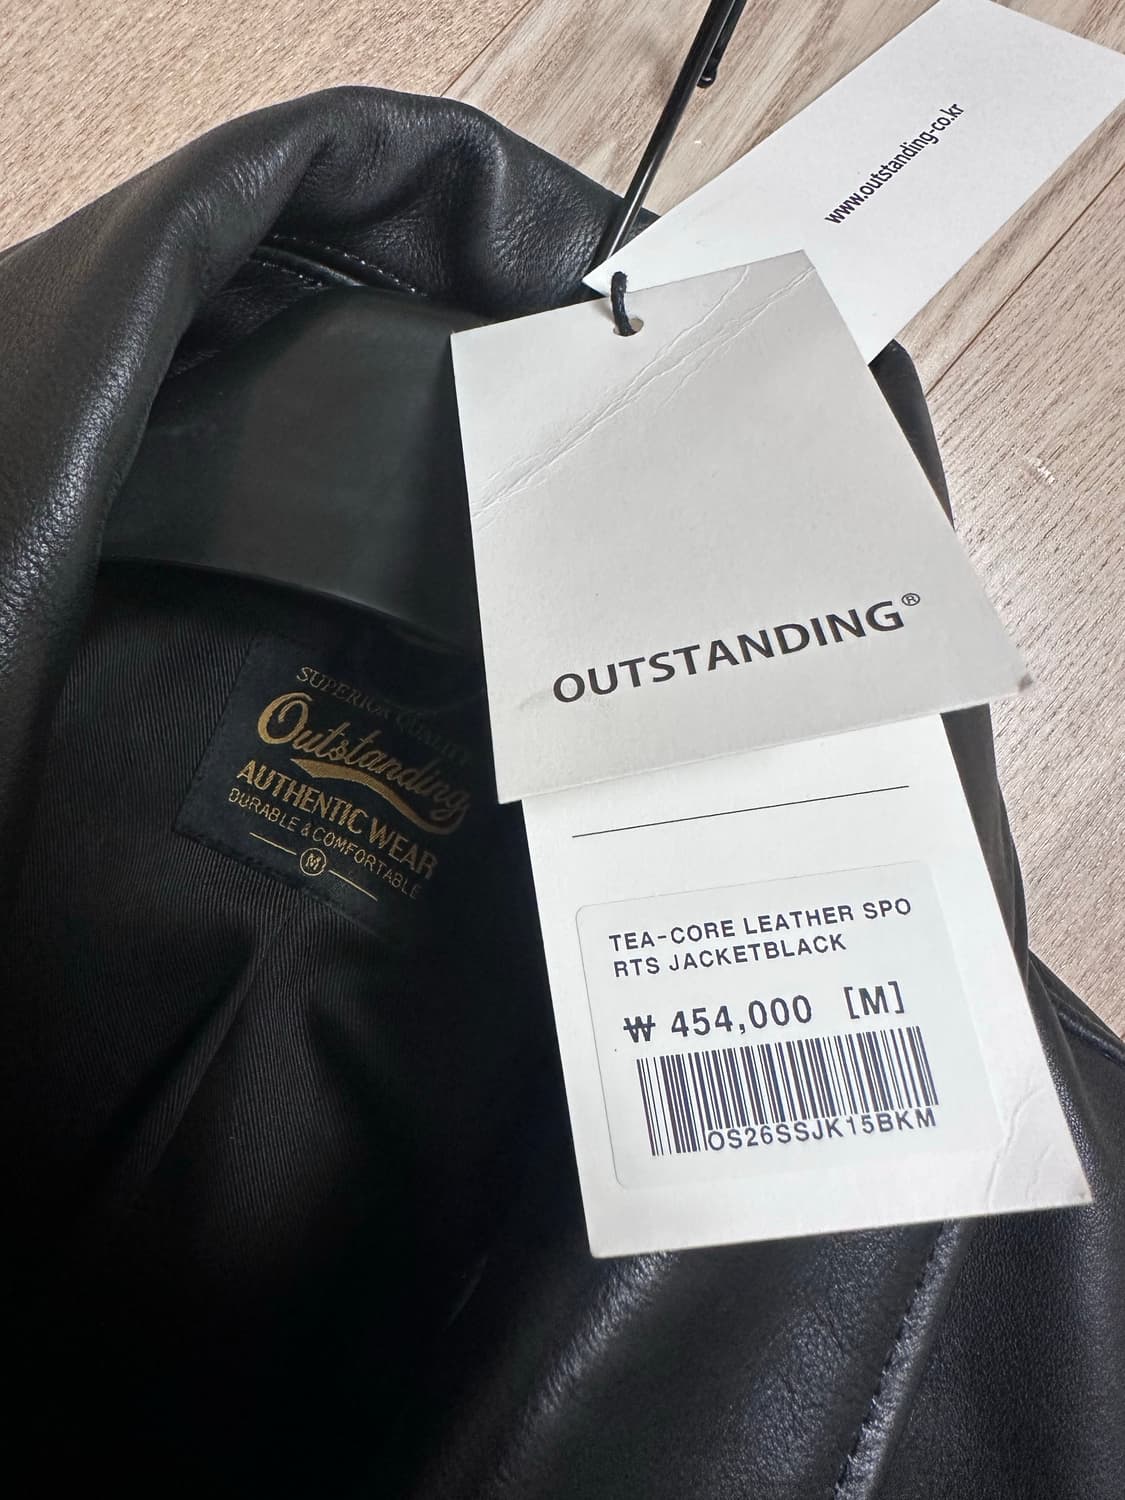 www.outstanding-co.kr
OUTSTANDING®
SUPERIOR QUALITY
Outstanding
AUTHENTIC WEAR
DURABLE & COMFORTABLE
M
TEA-CORE LEATHER SPO
RTS JACKETBLACK
₩ 454,000 [M]
OS26SSJK15BKM